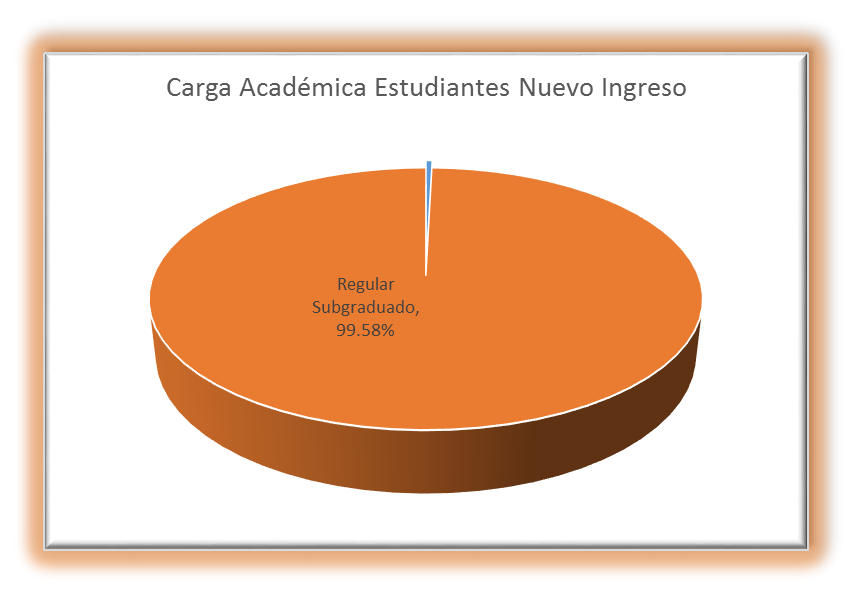 Carga Académica Estudiantes Nuevo Ingreso
Regular
Subgraduado,
99.58%